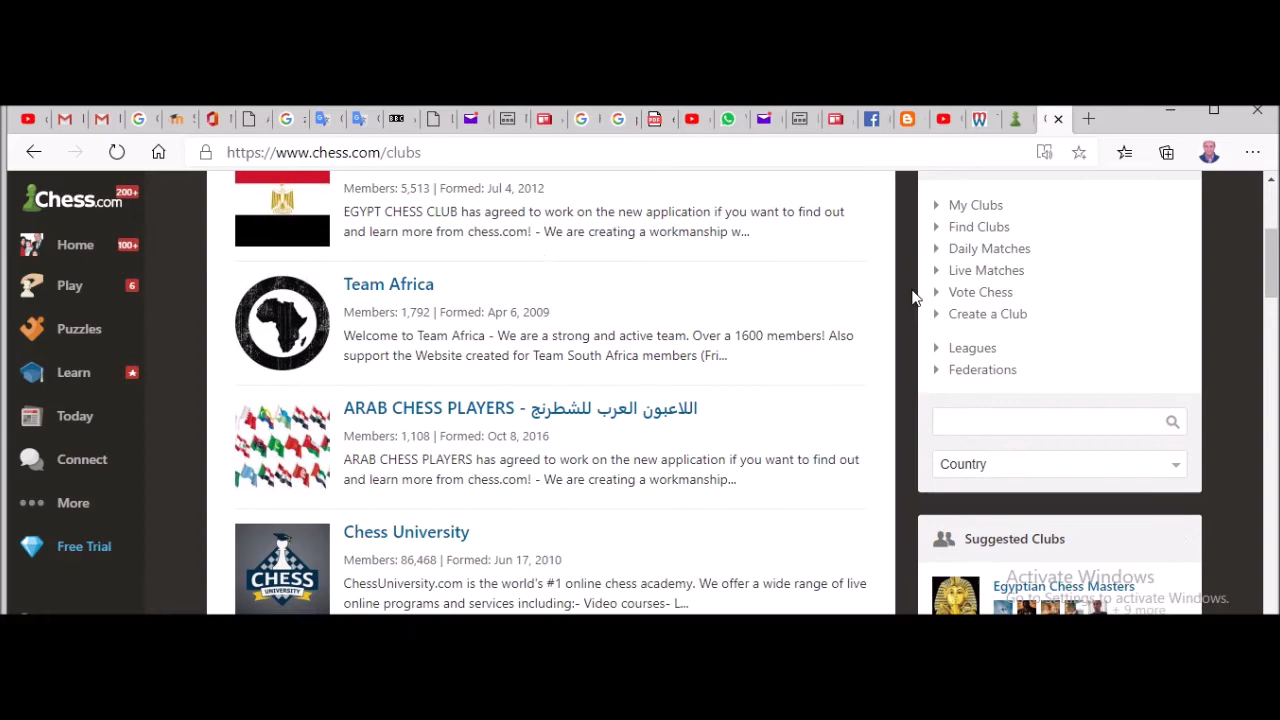 BBC
PDF
https://www.chess.com/clubs
Chess.com
200+
Home
100+
Play
6
Puzzles
Learn
Today
Connect
More
Free Trial
Members: 5,513 | Formed: Jul 4, 2012
EGYPT CHESS CLUB has agreed to work on the new application if you want to find out
and learn more from chess.com! - We are creating a workmanship w...
Team Africa
Members: 1,792 | Formed: Apr 6, 2009
Welcome to Team Africa - We are a strong and active team. Over a 1600 members! Also
support the Website created for Team South Africa members (Fri...
ARAB CHESS PLAYERS - اللاعبون العرب للشطرنج
Members: 1,108 | Formed: Oct 8, 2016
ARAB CHESS PLAYERS has agreed to work on the new application if you want to find out
and learn more from chess.com! - We are creating a workmanship...
CHESS
UNIVERSITY
Chess University
Members: 86,468 | Formed: Jun 17, 2010
ChessUniversity.com is the world's #1 online chess academy. We offer a wide range of live
online programs and services including:- Video courses- L...
My Clubs
Find Clubs
Daily Matches
Live Matches
Vote Chess
Create a Club
Leagues
Federations
Country
Suggested Clubs
Egyptian Chess Masters
+ 9 more
Activate Windows
Go to Settings to activate Windows.